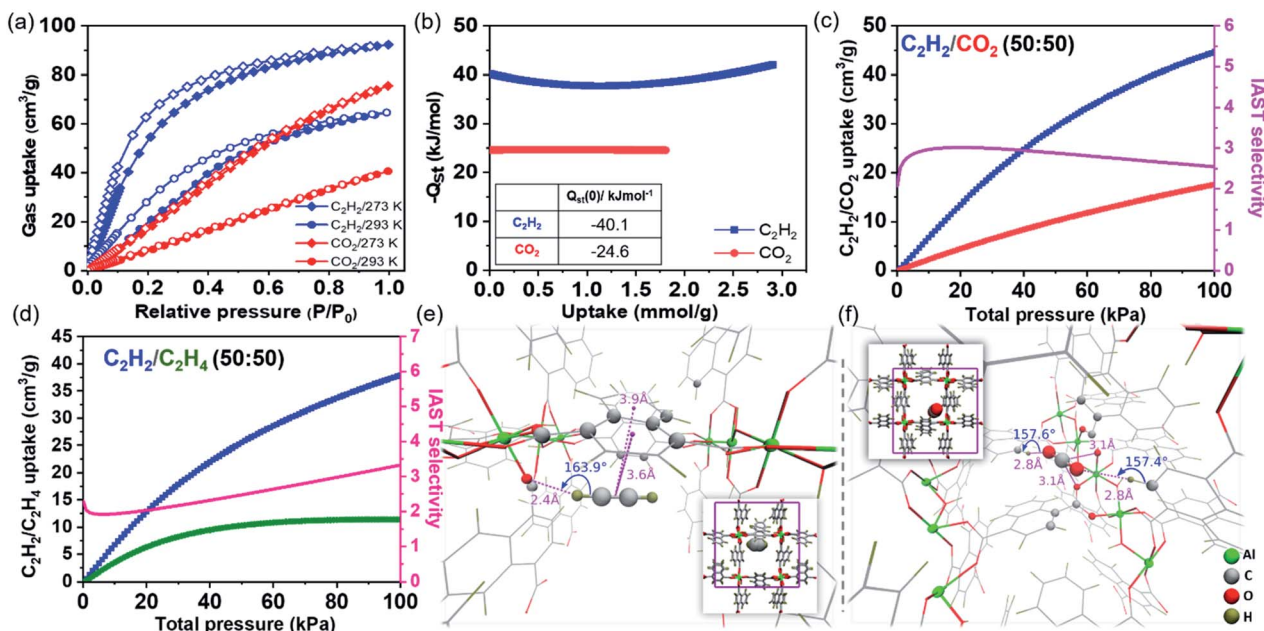 (a)
Gas uptake (cm³/g)
100
80
60
40
20
0
0.0 0.2 0.4 0.6 0.8 1.0
Relative pressure (P/P₀)
C₂H₂/273 K
C₂H₂/293 K
CO₂/273 K
CO₂/293 K
(b)
-Qst (kJ/mol)
50
40
30
20
10
0
0.0 0.5 1.0 1.5 2.0 2.5 3.0
Uptake (mmol/g)
Qst(0)/ kJmol⁻¹
C₂H₂ -40.1
CO₂ -24.6
C₂H₂
CO₂
(c)
C₂H₂/CO₂ (50:50)
C₂H₂/CO₂ uptake (cm³/g)
50
40
30
20
10
0
0 20 40 60 80 100
Total pressure (kPa)
6
5
4
3
2
1
0
IAST selectivity
(d)
C₂H₂/C₂H₄ (50:50)
C₂H₂/C₂H₄ uptake (cm³/g)
45
40
35
30
25
20
15
10
5
0
0 20 40 60 80 100
Total pressure (kPa)
7
6
5
4
3
2
1
0
IAST selectivity
(e)
3.9Å
163.9°
3.6Å
2.4Å
(f)
157.6°
3.1Å
2.8Å
157.4°
3.1Å
2.8Å
Al
C
O
H